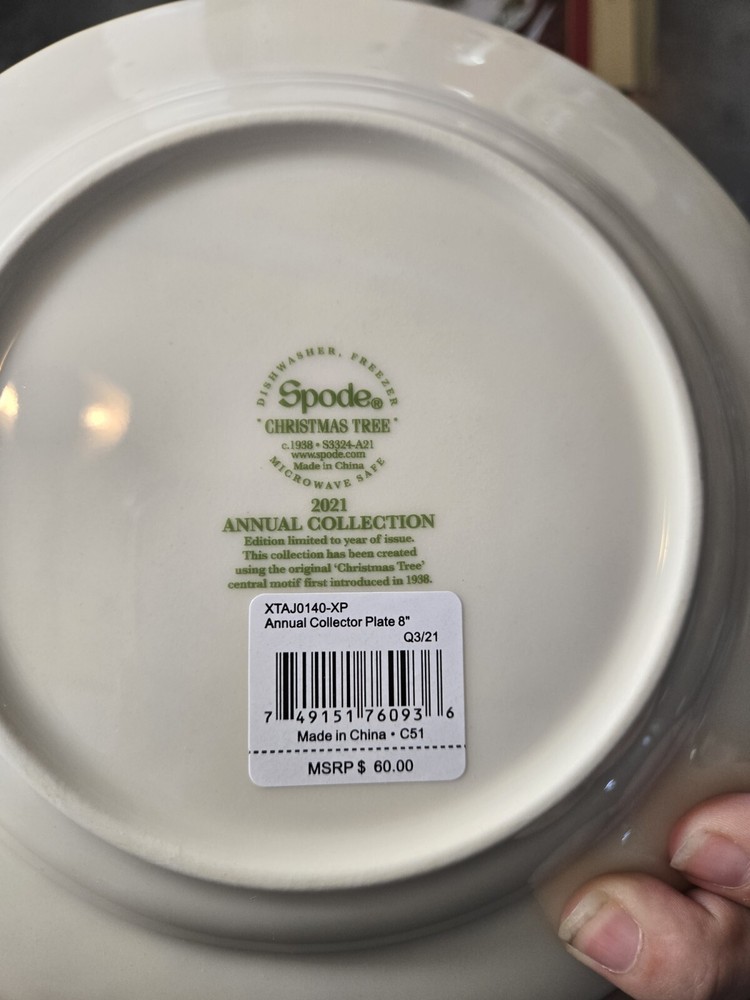 DISHWASHER, FREEZER
Spode®
CHRISTMAS TREE
c.1938 • S3324-A21
www.spode.com
Made in China
MICROWAVE SAFE
2021
ANNUAL COLLECTION
Edition limited to year of issue.
This collection has been created
using the original 'Christmas Tree'
central motif first introduced in 1938.
XTAJ0140-XP
Annual Collector Plate 8"
Q3/21
7 49151 76093 6
Made in China • C51
MSRP $ 60.00